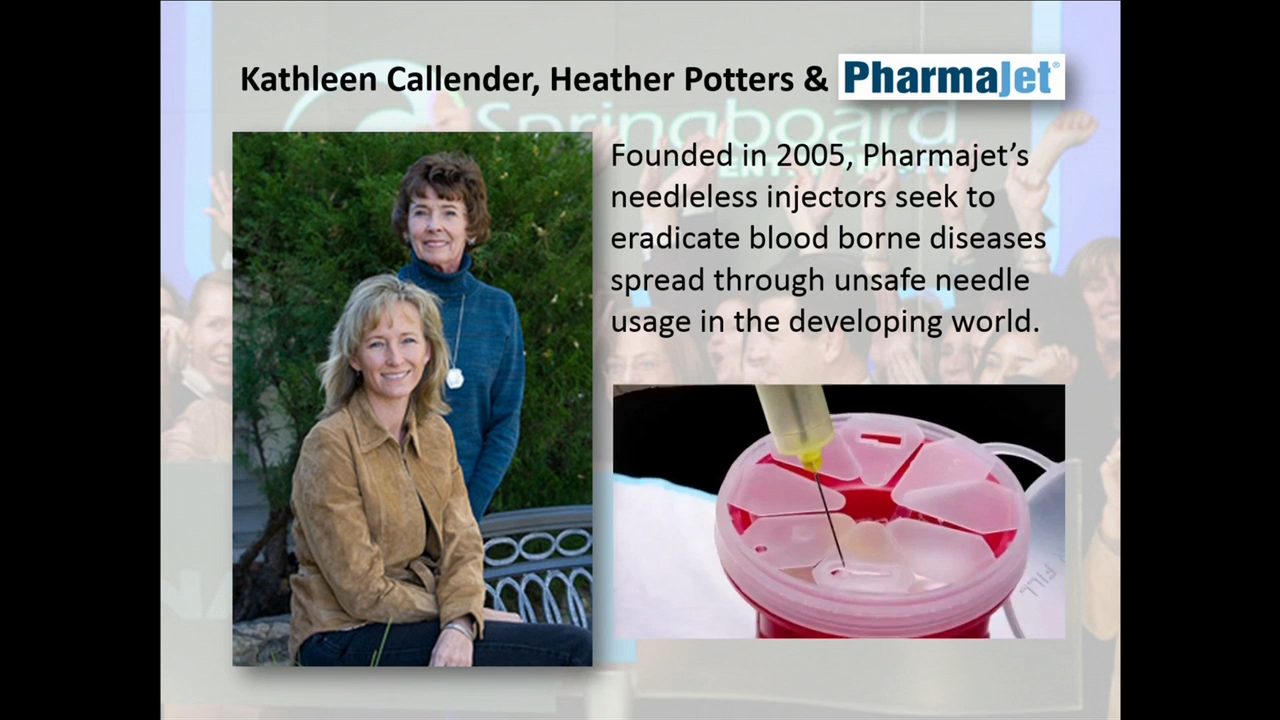 Kathleen Callender, Heather Potters & PharmaJet®
Springboard
Founded in 2005, Pharmajet's
needleless injectors seek to
eradicate blood borne diseases
spread through unsafe needle
usage in the developing world.